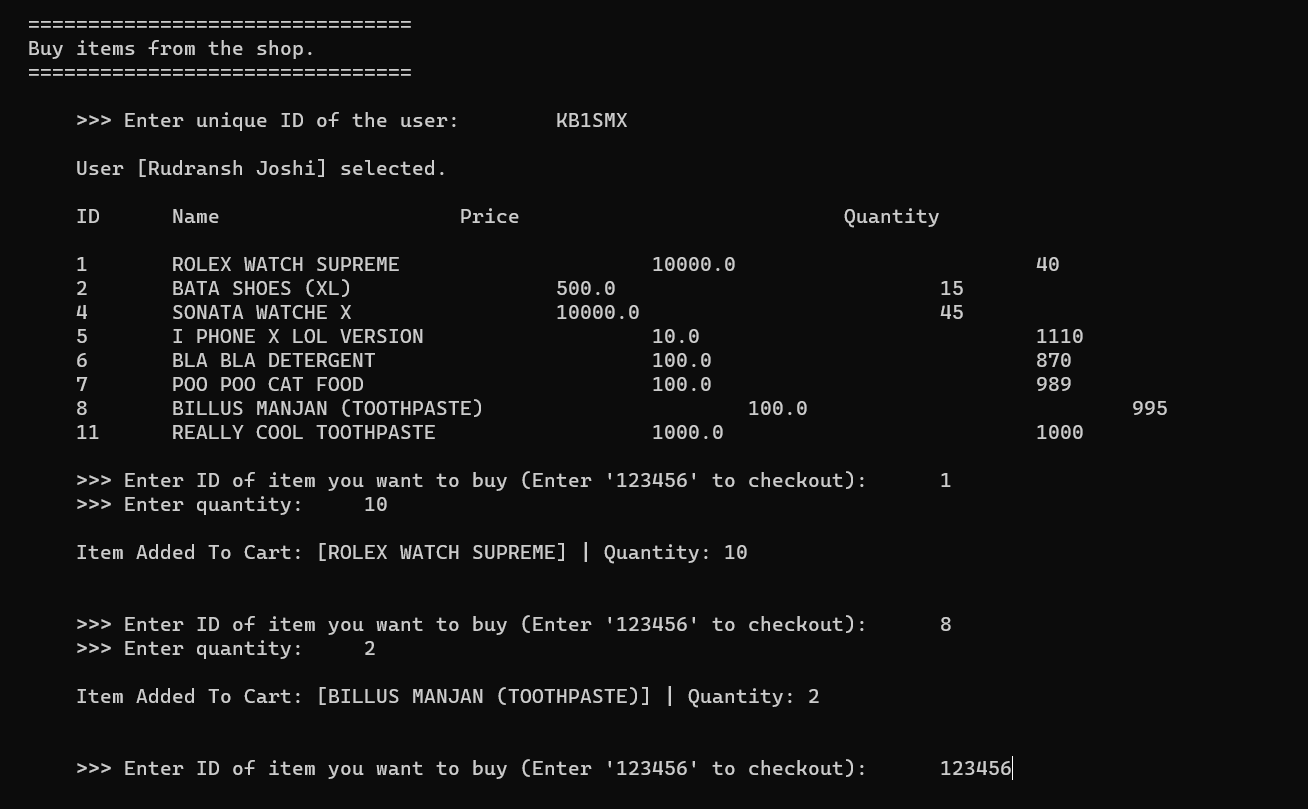 ================================
Buy items from the shop.
================================
>>> Enter unique ID of the user: KB1SMX
User [Rudransh Joshi] selected.
ID Name Price Quantity
1 ROLEX WATCH SUPREME 10000.0 40
2 BATA SHOES (XL) 500.0 15
4 SONATA WATCHE X 10000.0 45
5 I PHONE X LOL VERSION 10.0 1110
6 BLA BLA DETERGENT 100.0 870
7 POO POO CAT FOOD 100.0 989
8 BILLUS MANJAN (TOOTHPASTE) 100.0 995
11 REALLY COOL TOOTHPASTE 1000.0 1000
>>> Enter ID of item you want to buy (Enter '123456' to checkout): 1
>>> Enter quantity: 10
Item Added To Cart: [ROLEX WATCH SUPREME] | Quantity: 10
>>> Enter ID of item you want to buy (Enter '123456' to checkout): 8
>>> Enter quantity: 2
Item Added To Cart: [BILLUS MANJAN (TOOTHPASTE)] | Quantity: 2
>>> Enter ID of item you want to buy (Enter '123456' to checkout): 123456